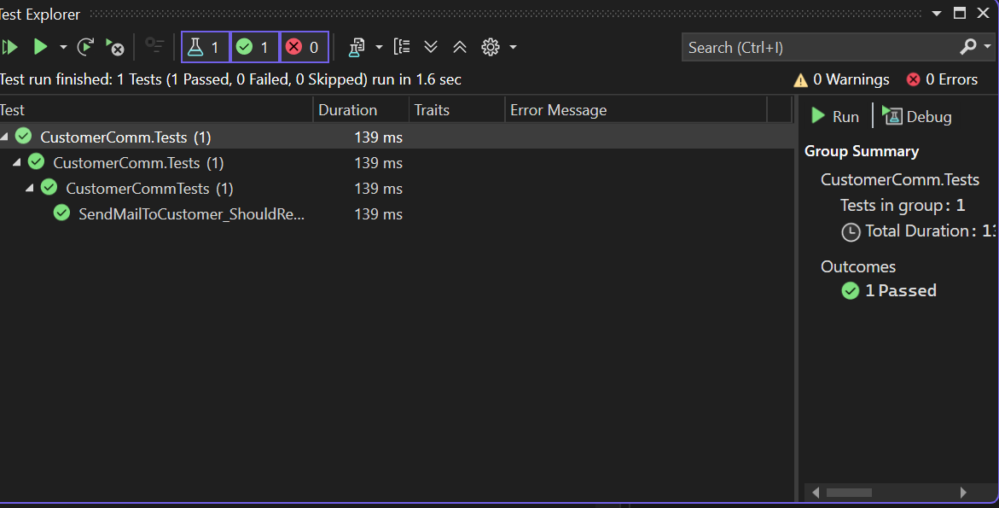 Test Explorer
1 1 0
Search (Ctrl+I)
Test run finished: 1 Tests (1 Passed, 0 Failed, 0 Skipped) run in 1.6 sec
0 Warnings 0 Errors
Test Duration Traits Error Message
CustomerComm.Tests (1) 139 ms
CustomerComm.Tests (1) 139 ms
CustomerCommTests (1) 139 ms
SendMailToCustomer_ShouldRe... 139 ms
Run Debug
Group Summary
CustomerComm.Tests
Tests in group: 1
Total Duration:
Outcomes
1 Passed